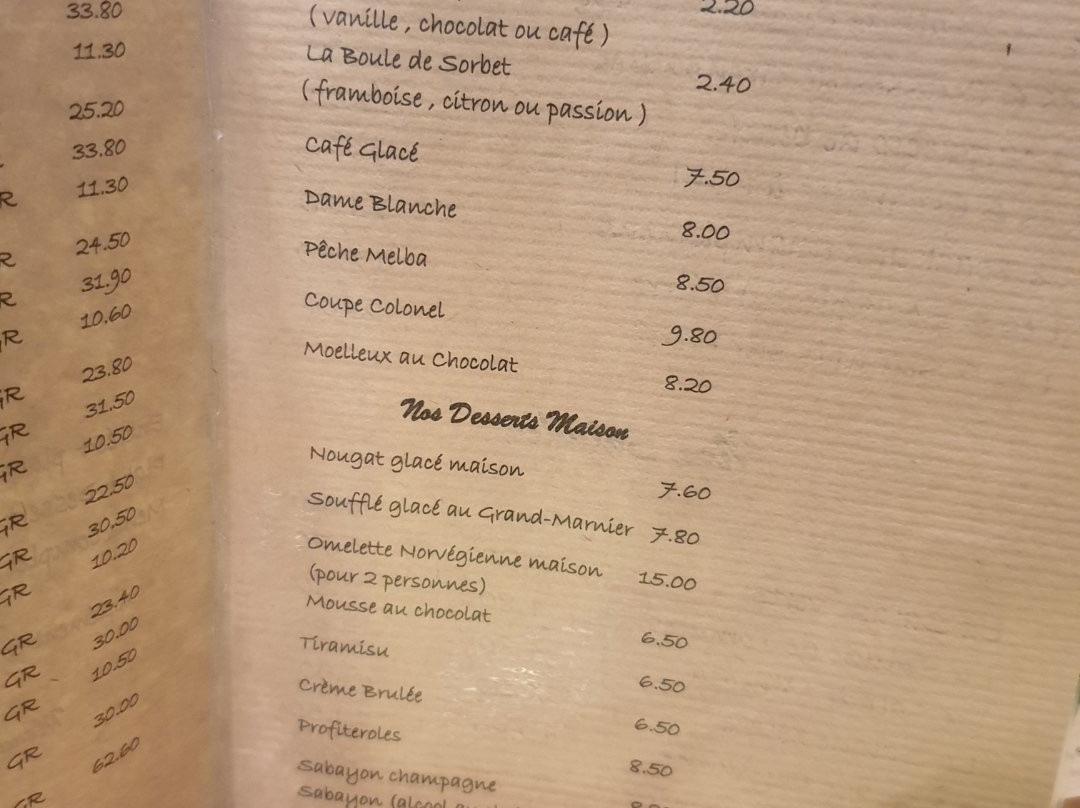 33.80
11.30
25.20
33.80
R 11.30
R 24.50
R 31.90
GR 10.60
GR 23.80
GR 31.50
GR 10.50
GR 22.50
GR 30.50
GR 10.20
GR 23.40
GR 30.00
GR 10.50
GR 30.00
GR 62.60
2.20
(vanille, chocolat ou café)
La Boule de Sorbet 2.40
(framboise, citron ou passion)
Café Glacé 7.50
Dame Blanche 8.00
Pêche Melba 8.50
Coupe Colonel 9.80
Moelleux au Chocolat 8.20
Nos Desserts Maison
Nougat glacé maison 7.60
Soufflé glacé au Grand-Marnier 7.80
Omelette Norvégienne maison 15.00
(pour 2 personnes)
Mousse au chocolat 6.50
Tiramisu 6.50
Crème Brulée 6.50
Profiteroles 8.50
Sabayon champagne
Sabayon (alcool